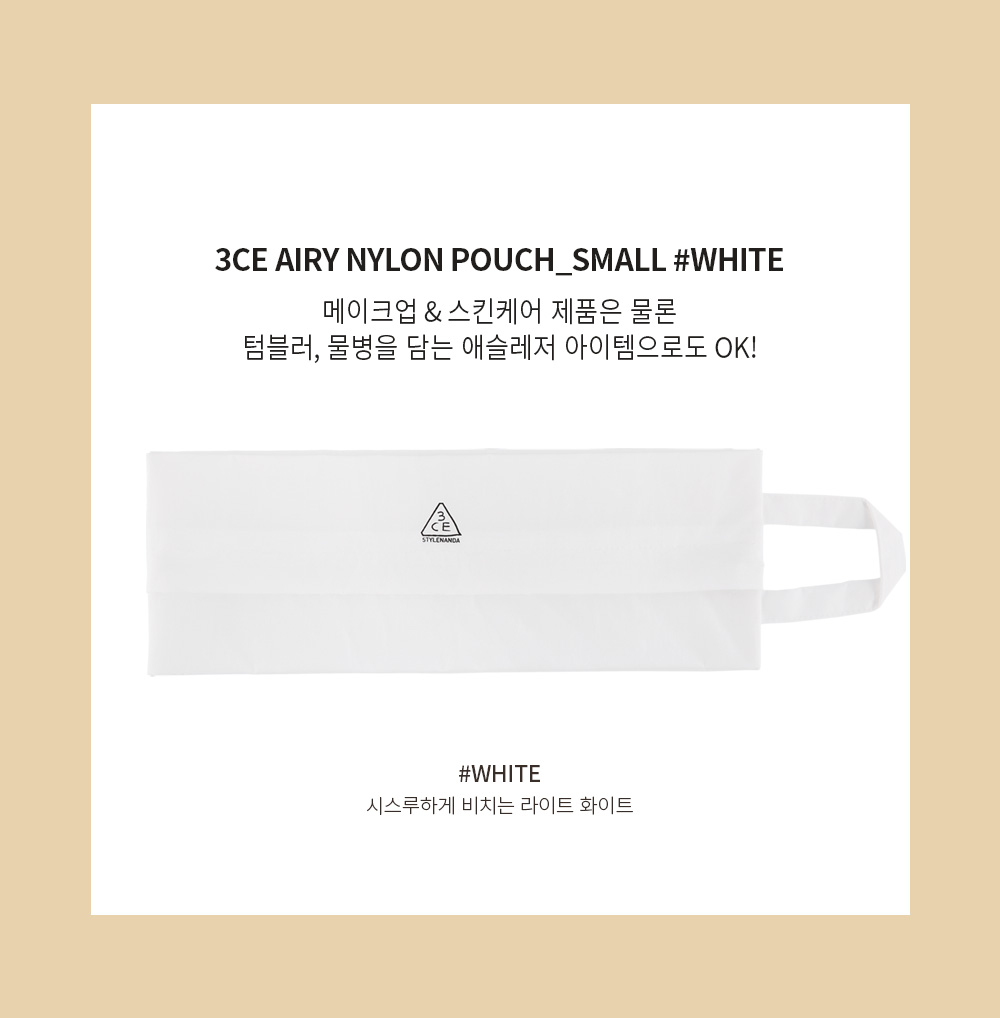 3CE AIRY NYLON POUCH_SMALL #WHITE
메이크업 & 스킨케어 제품은 물론
텀블러, 물병을 담는 애슬레저 아이템으로도 OK!
3
CE
STYLENANDA
#WHITE
시스루하게 비치는 라이트 화이트